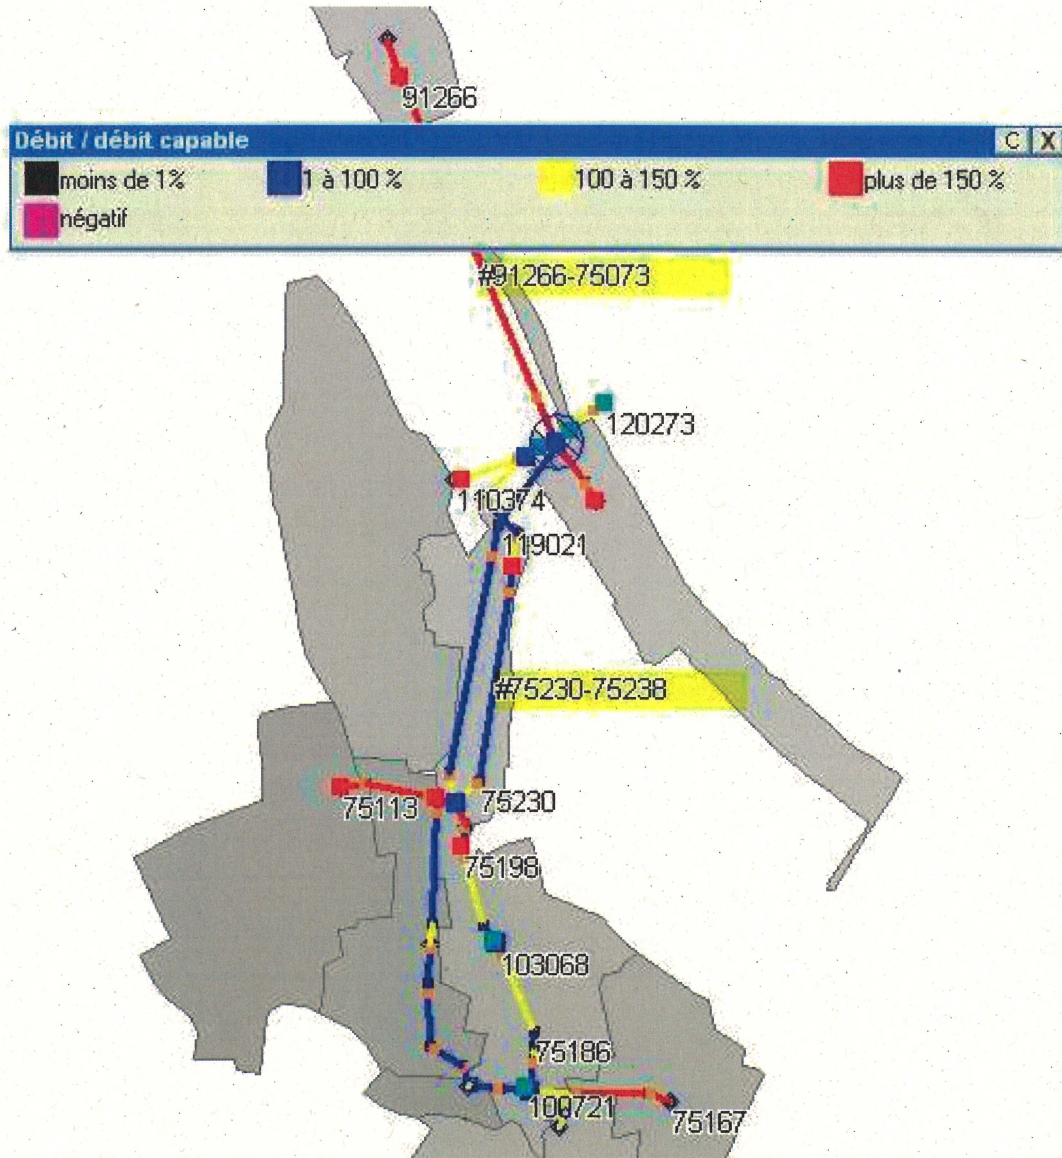 91266
Débit / débit capable
C X
moins de 1%
1 à 100 %
100 à 150 %
plus de 150 %
négatif
#91266-75073
120273
110374
119021
#75230-75238
75113
75230
75198
103068
75186
100721
75167